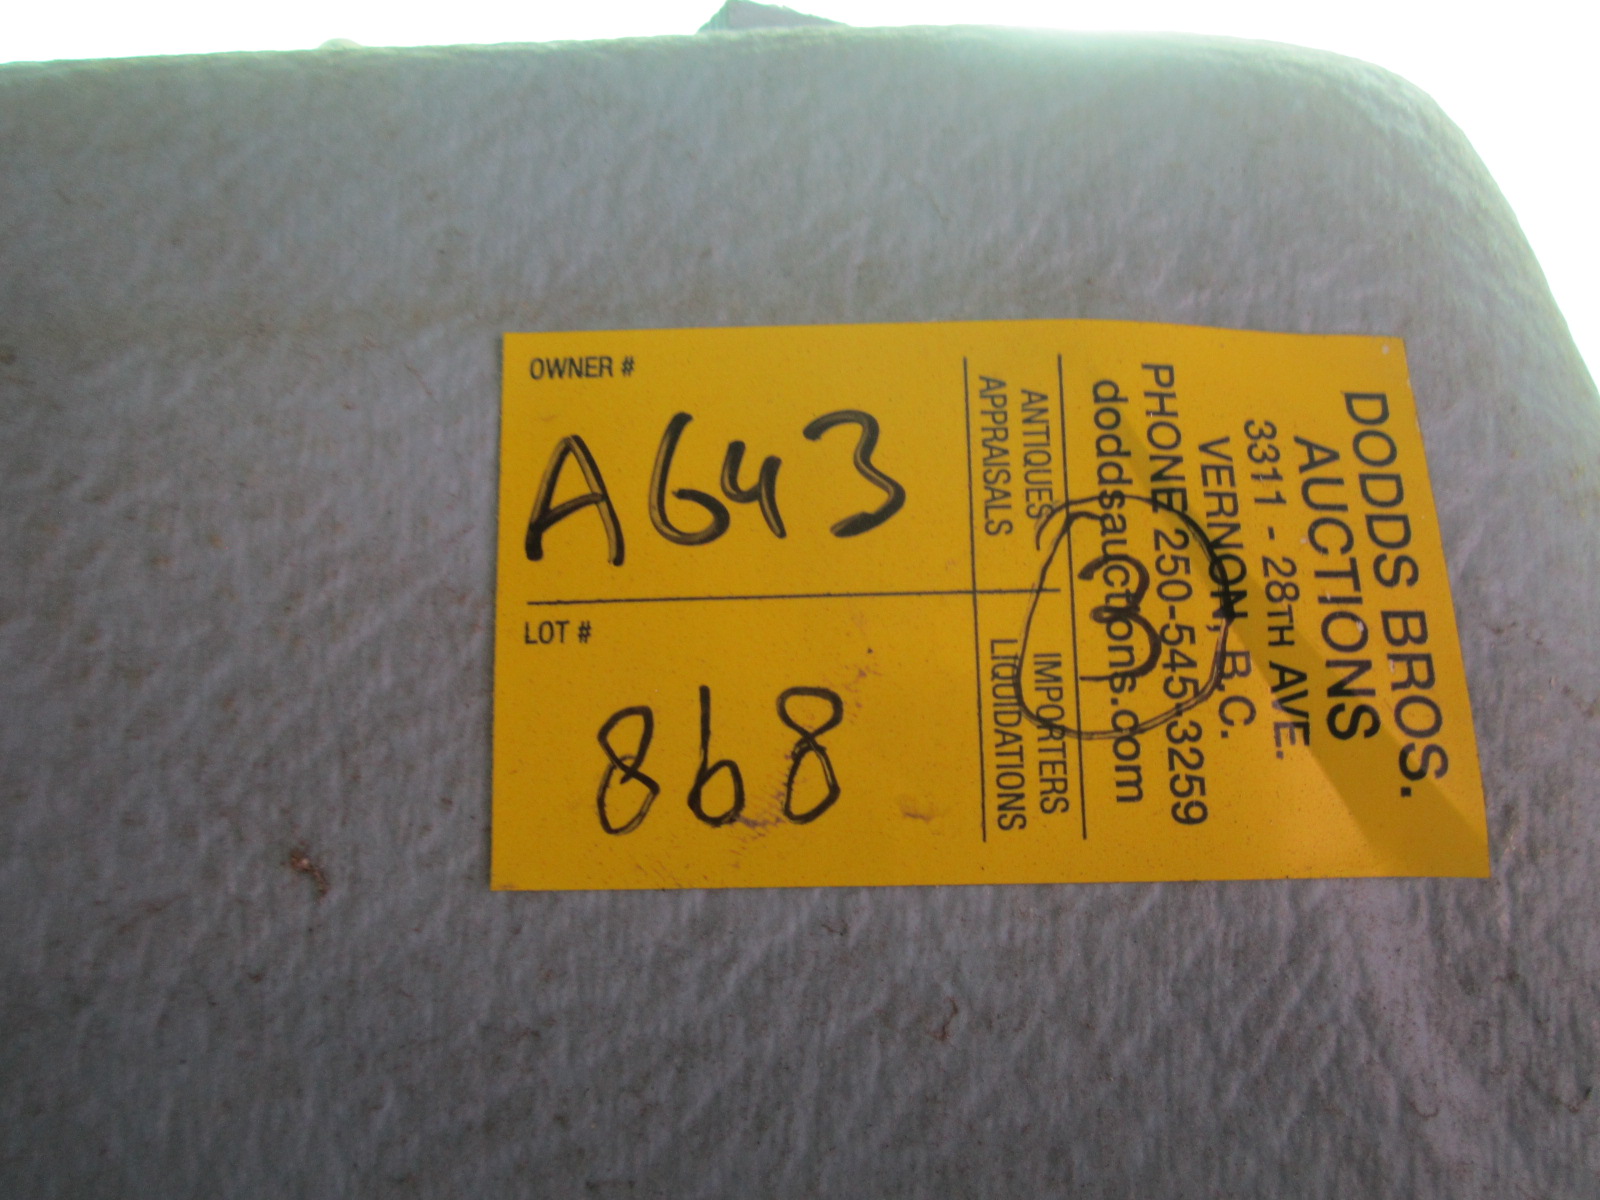 OWNER #
A643
LOT #
868
ANTIQUES IMPORTERS
APPRAISALS LIQUIDATIONS
DODDS BROS.
AUCTIONS
3311 - 28TH AVE.
VERNON, B.C.
PHONE 250-545-3259
doddsauctions.com
3